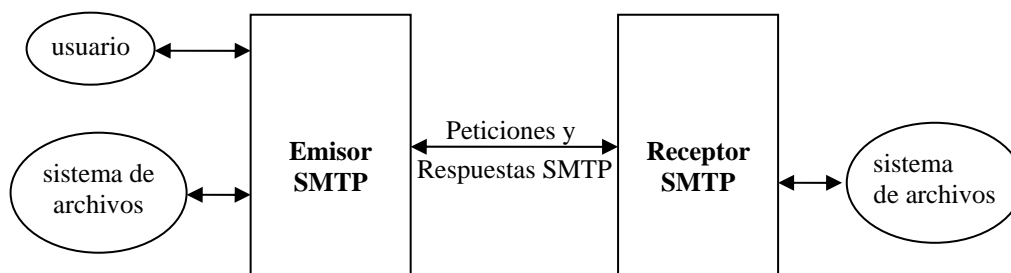 usuario
sistema de
archivos
Emisor
SMTP
Peticiones y
Respuestas SMTP
Receptor
SMTP
sistema
de archivos